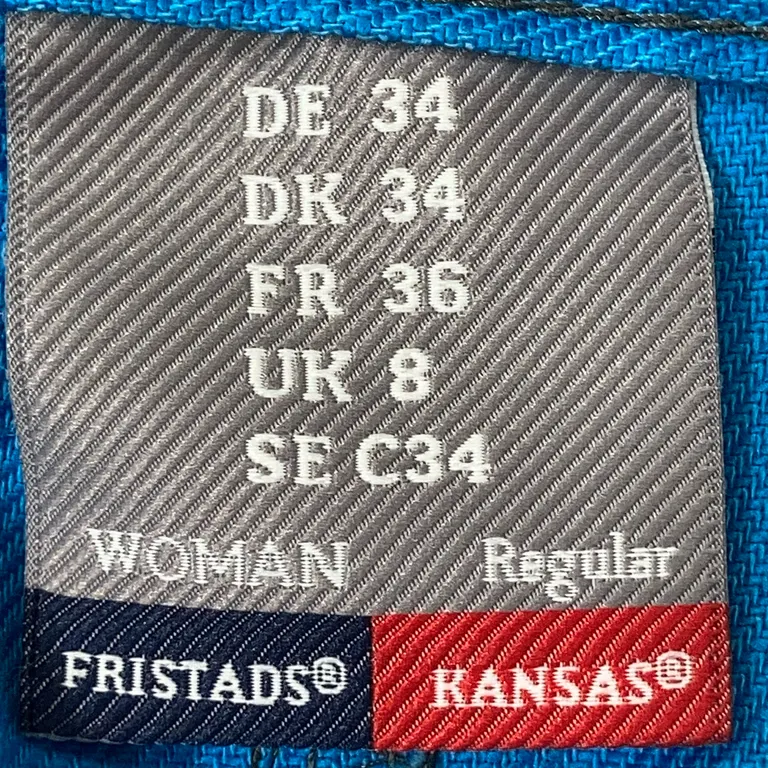 DE 34
DK 34
FR 36
UK 8
SE C34
WOMAN Regular
FRISTADS® KANSAS®